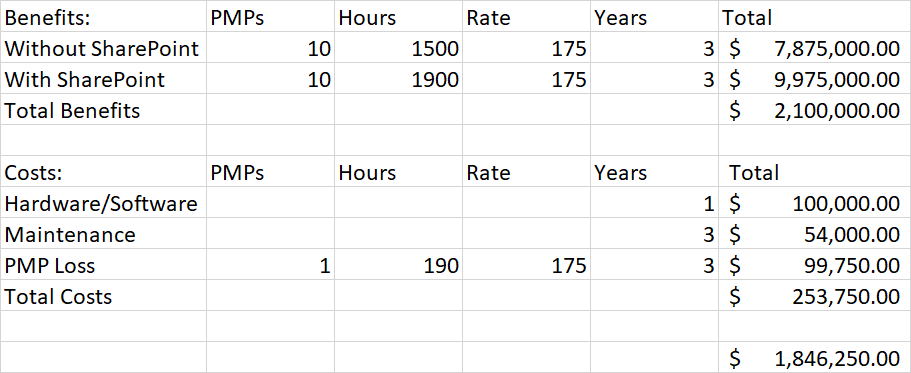 Benefits: PMPs Hours Rate Years Total
Without SharePoint 10 1500 175 3 $ 7,875,000.00
With SharePoint 10 1900 175 3 $ 9,975,000.00
Total Benefits $ 2,100,000.00
Costs: PMPs Hours Rate Years Total
Hardware/Software 1 $ 100,000.00
Maintenance 3 $ 54,000.00
PMP Loss 1 190 175 3 $ 99,750.00
Total Costs $ 253,750.00
$ 1,846,250.00